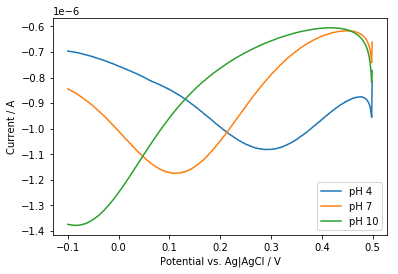 1e−6
−0.6
−0.7
−0.8
−0.9
−1.0
−1.1
−1.2
−1.3
−1.4
Current / A
−0.1 0.0 0.1 0.2 0.3 0.4 0.5
Potential vs. Ag|AgCl / V
pH 4
pH 7
pH 10